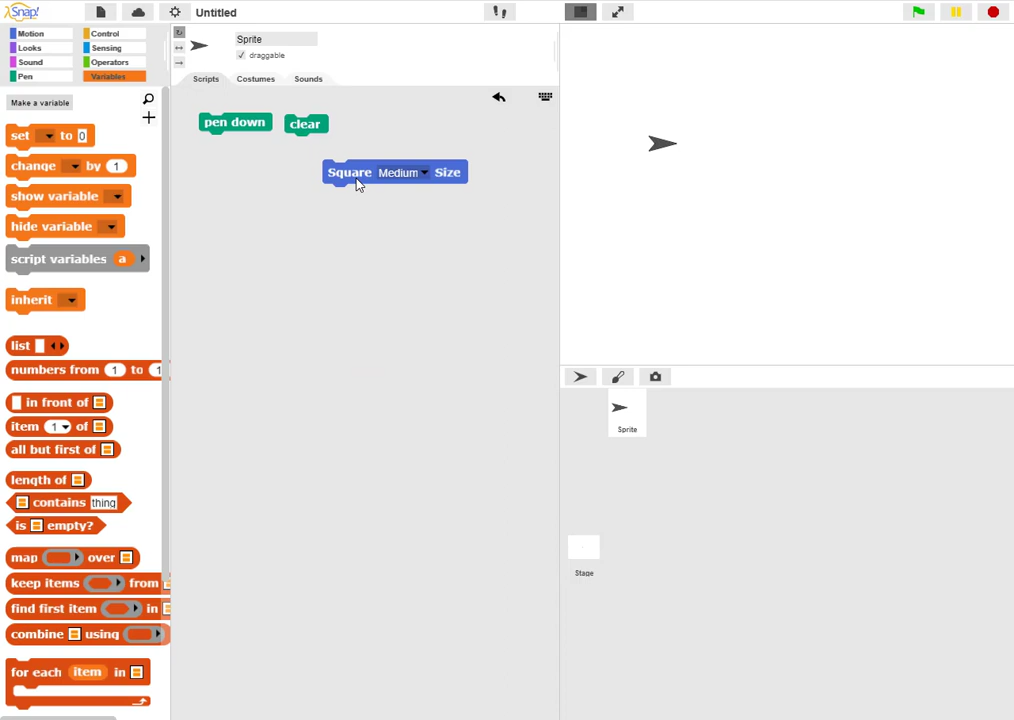 Snap! Untitled
Motion Control
Looks Sensing
Sound Operators
Pen Variables
Sprite
draggable
Scripts Costumes Sounds
Make a variable
set to 0
change by 1
show variable
hide variable
script variables a
inherit
list
numbers from 1 to 1
in front of
item 1 of
all but first of
length of
contains thing
is empty?
map over
keep items from
find first item in
combine using
for each item in
pen down
clear
Square Medium Size
Sprite
Stage